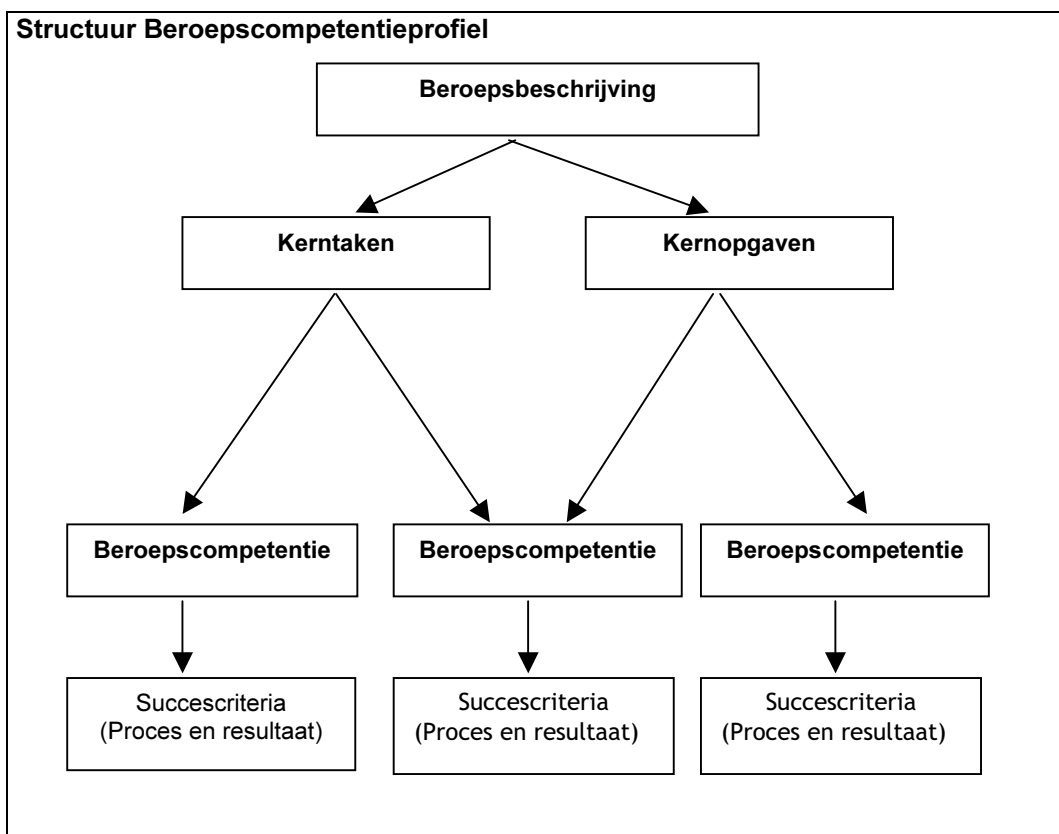 Structuur Beroepscompetentieprofiel
Beroepsbeschrijving
Kerntaken
Kernopgaven
Beroepscompetentie
Beroepscompetentie
Beroepscompetentie
Succescriteria
(Proces en resultaat)
Succescriteria
(Proces en resultaat)
Succescriteria
(Proces en resultaat)